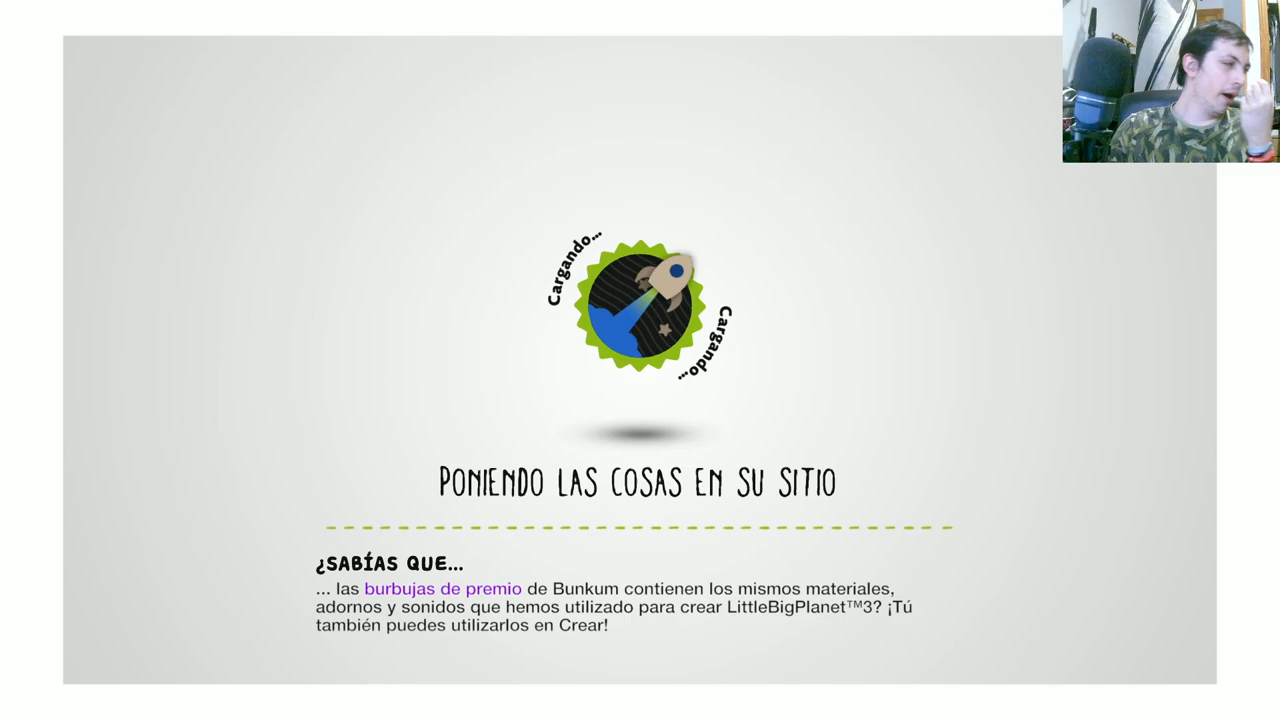 Cargando...
Cargando...
PONIENDO LAS COSAS EN SU SITIO
¿SABÍAS QUE...
... las burbujas de premio de Bunkum contienen los mismos materiales,
adornos y sonidos que hemos utilizado para crear LittleBigPlanet™3? ¡Tú
también puedes utilizarlos en Crear!